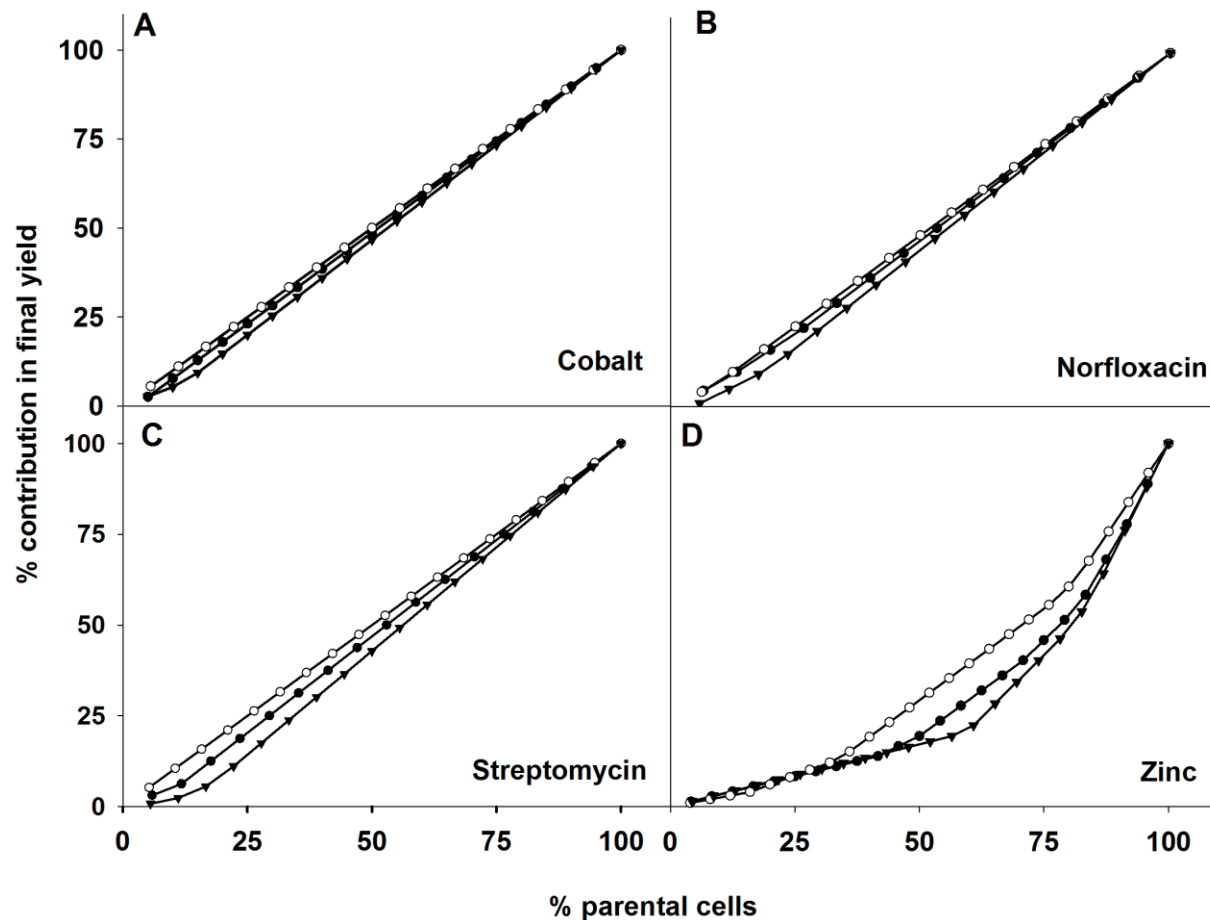 A
B
100
75
50
25
0
Cobalt
Norfloxacin
C
D
100
75
50
25
0
Streptomycin
Zinc
0 25 50 75 100 25 50 75 100
% parental cells
% contribution in final yield